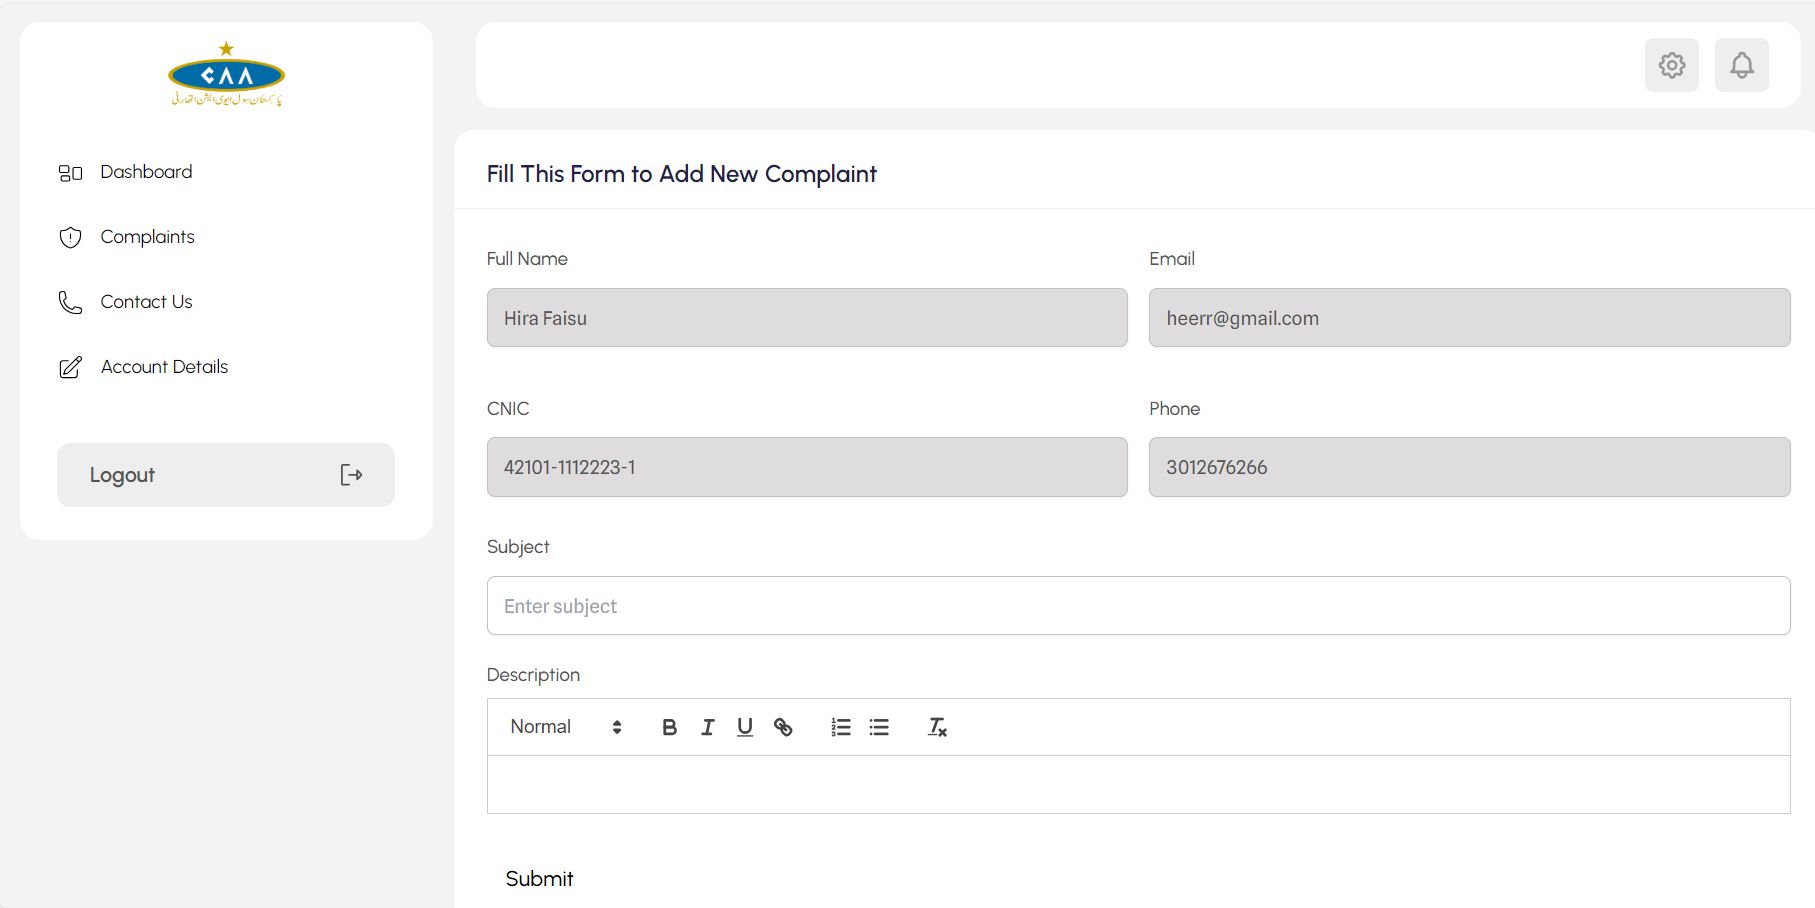 CAA
پاکستان سول ایوی ایشن اتھارٹی
Dashboard
Complaints
Contact Us
Account Details
Logout
Fill This Form to Add New Complaint
Full Name
Email
Hira Faisu
heerr@gmail.com
CNIC
Phone
42101-1112223-1
3012676266
Subject
Enter subject
Description
Normal
Submit